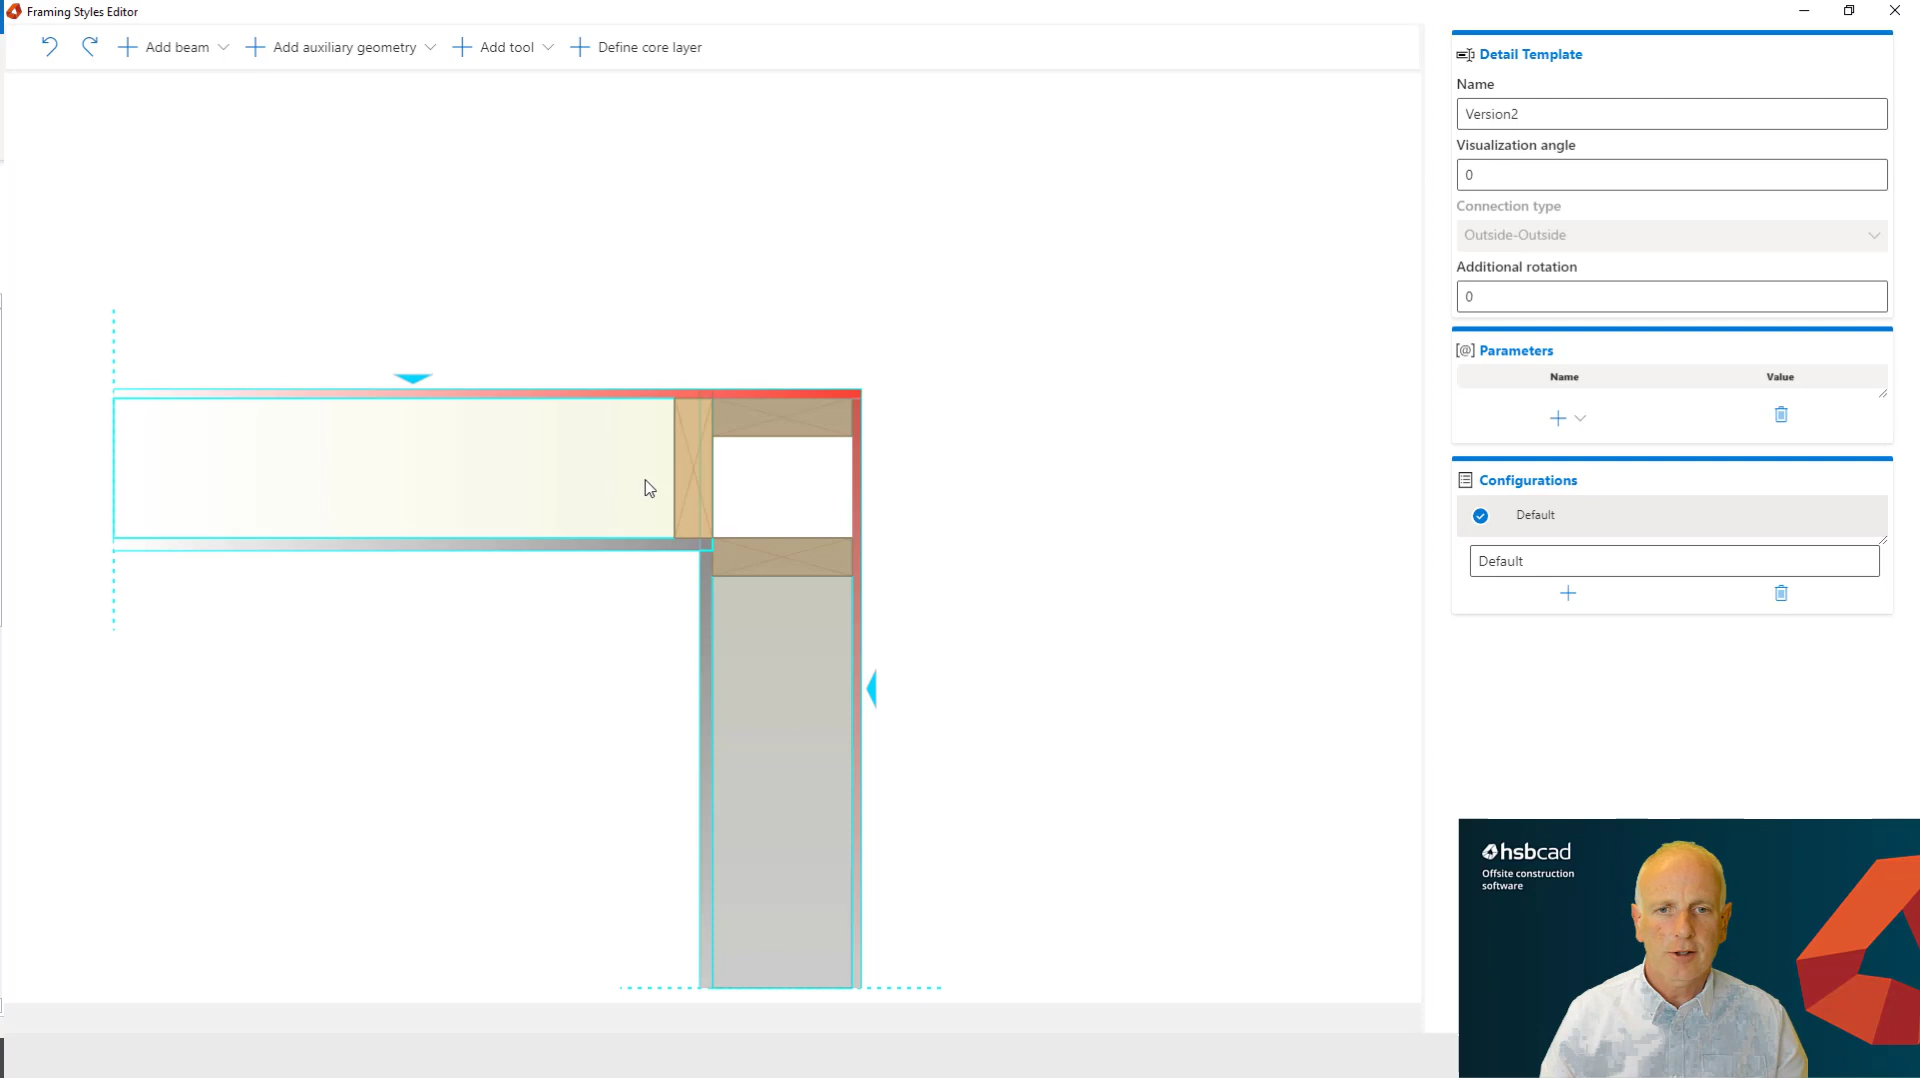 Framing Styles Editor
Add beam
Add auxiliary geometry
Add tool
Define core layer
Detail Template
Name
Version2
Visualization angle
0
Connection type
Outside-Outside
Additional rotation
0
[@] Parameters
Name Value
Configurations
Default
Default
hsbcad
Offsite construction
software